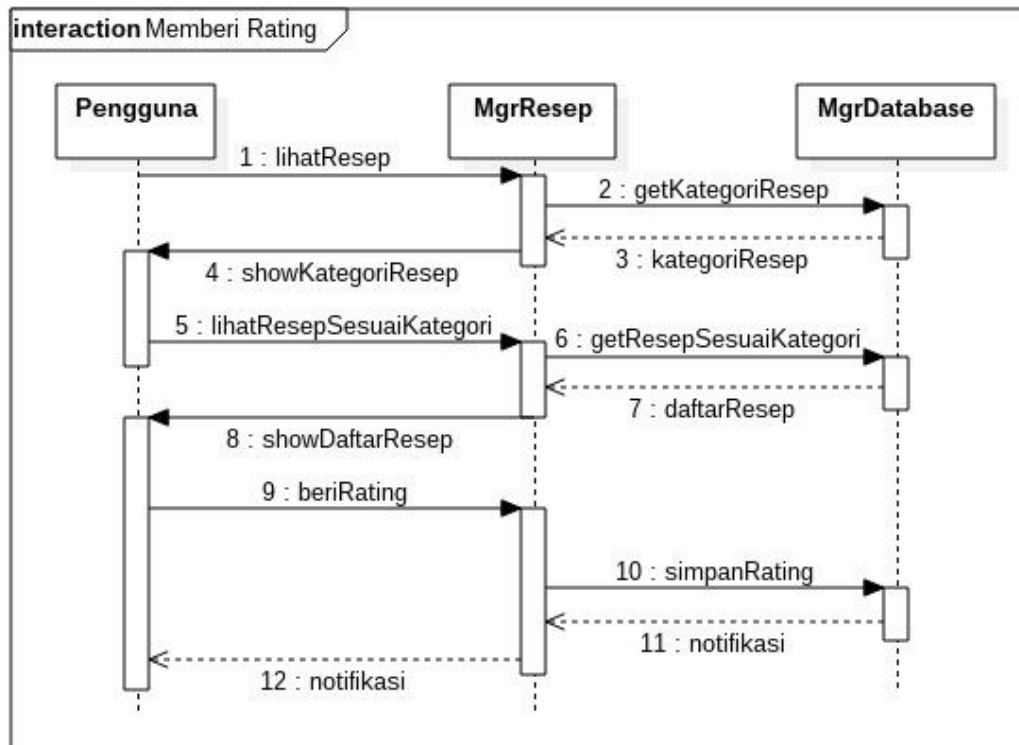 interaction Memberi Rating
Pengguna
MgrResep
MgrDatabase
1 : lihatResep
2 : getKategoriResep
3 : kategoriResep
4 : showKategoriResep
5 : lihatResepSesuaiKategori
6 : getResepSesuaiKategori
7 : daftarResep
8 : showDaftarResep
9 : beriRating
10 : simpanRating
11 : notifikasi
12 : notifikasi